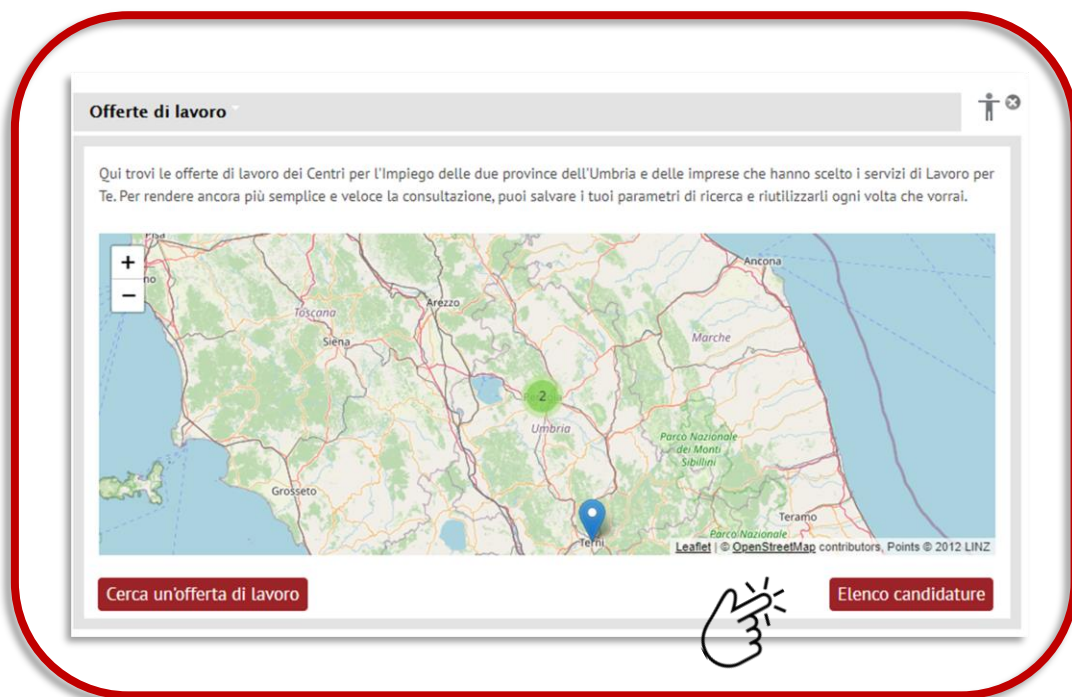 Offerte di lavoro
Qui trovi le offerte di lavoro dei Centri per l'Impiego delle due province dell'Umbria e delle imprese che hanno scelto i servizi di Lavoro per
Te. Per rendere ancora più semplice e veloce la consultazione, puoi salvare i tuoi parametri di ricerca e riutilizzarli ogni volta che vorrai.
+
−
Ancona
Arezzo
Toscana
Siena
Marche
2
Umbria
Parco Nazionale
dei Monti
Sibillini
Grosseto
Teramo
Parco Nazionale
Terni
Leaflet | © OpenStreetMap contributors, Points © 2012 LINZ
Cerca un'offerta di lavoro
Elenco candidature